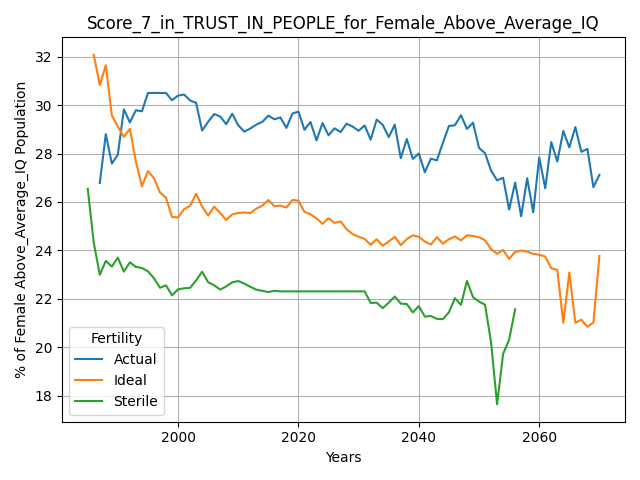 Score_7_in_TRUST_IN_PEOPLE_for_Female_Above_Average_IQ
% of Female Above_Average_IQ Population
32
30
28
26
24
22
20
18
Fertility
Actual
Ideal
Sterile
2000
2020
2040
2060
Years